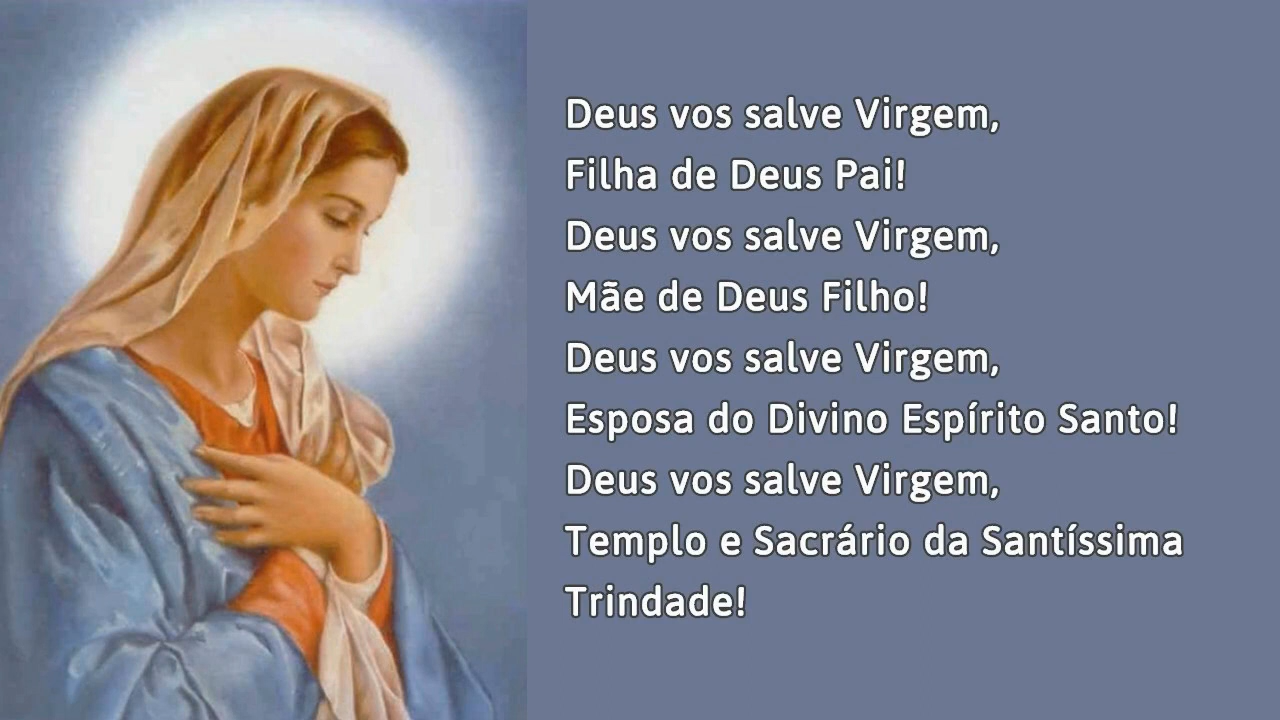 Deus vos salve Virgem,
Filha de Deus Pai!
Deus vos salve Virgem,
Mãe de Deus Filho!
Deus vos salve Virgem,
Esposa do Divino Espírito Santo!
Deus vos salve Virgem,
Templo e Sacrário da Santíssima
Trindade!